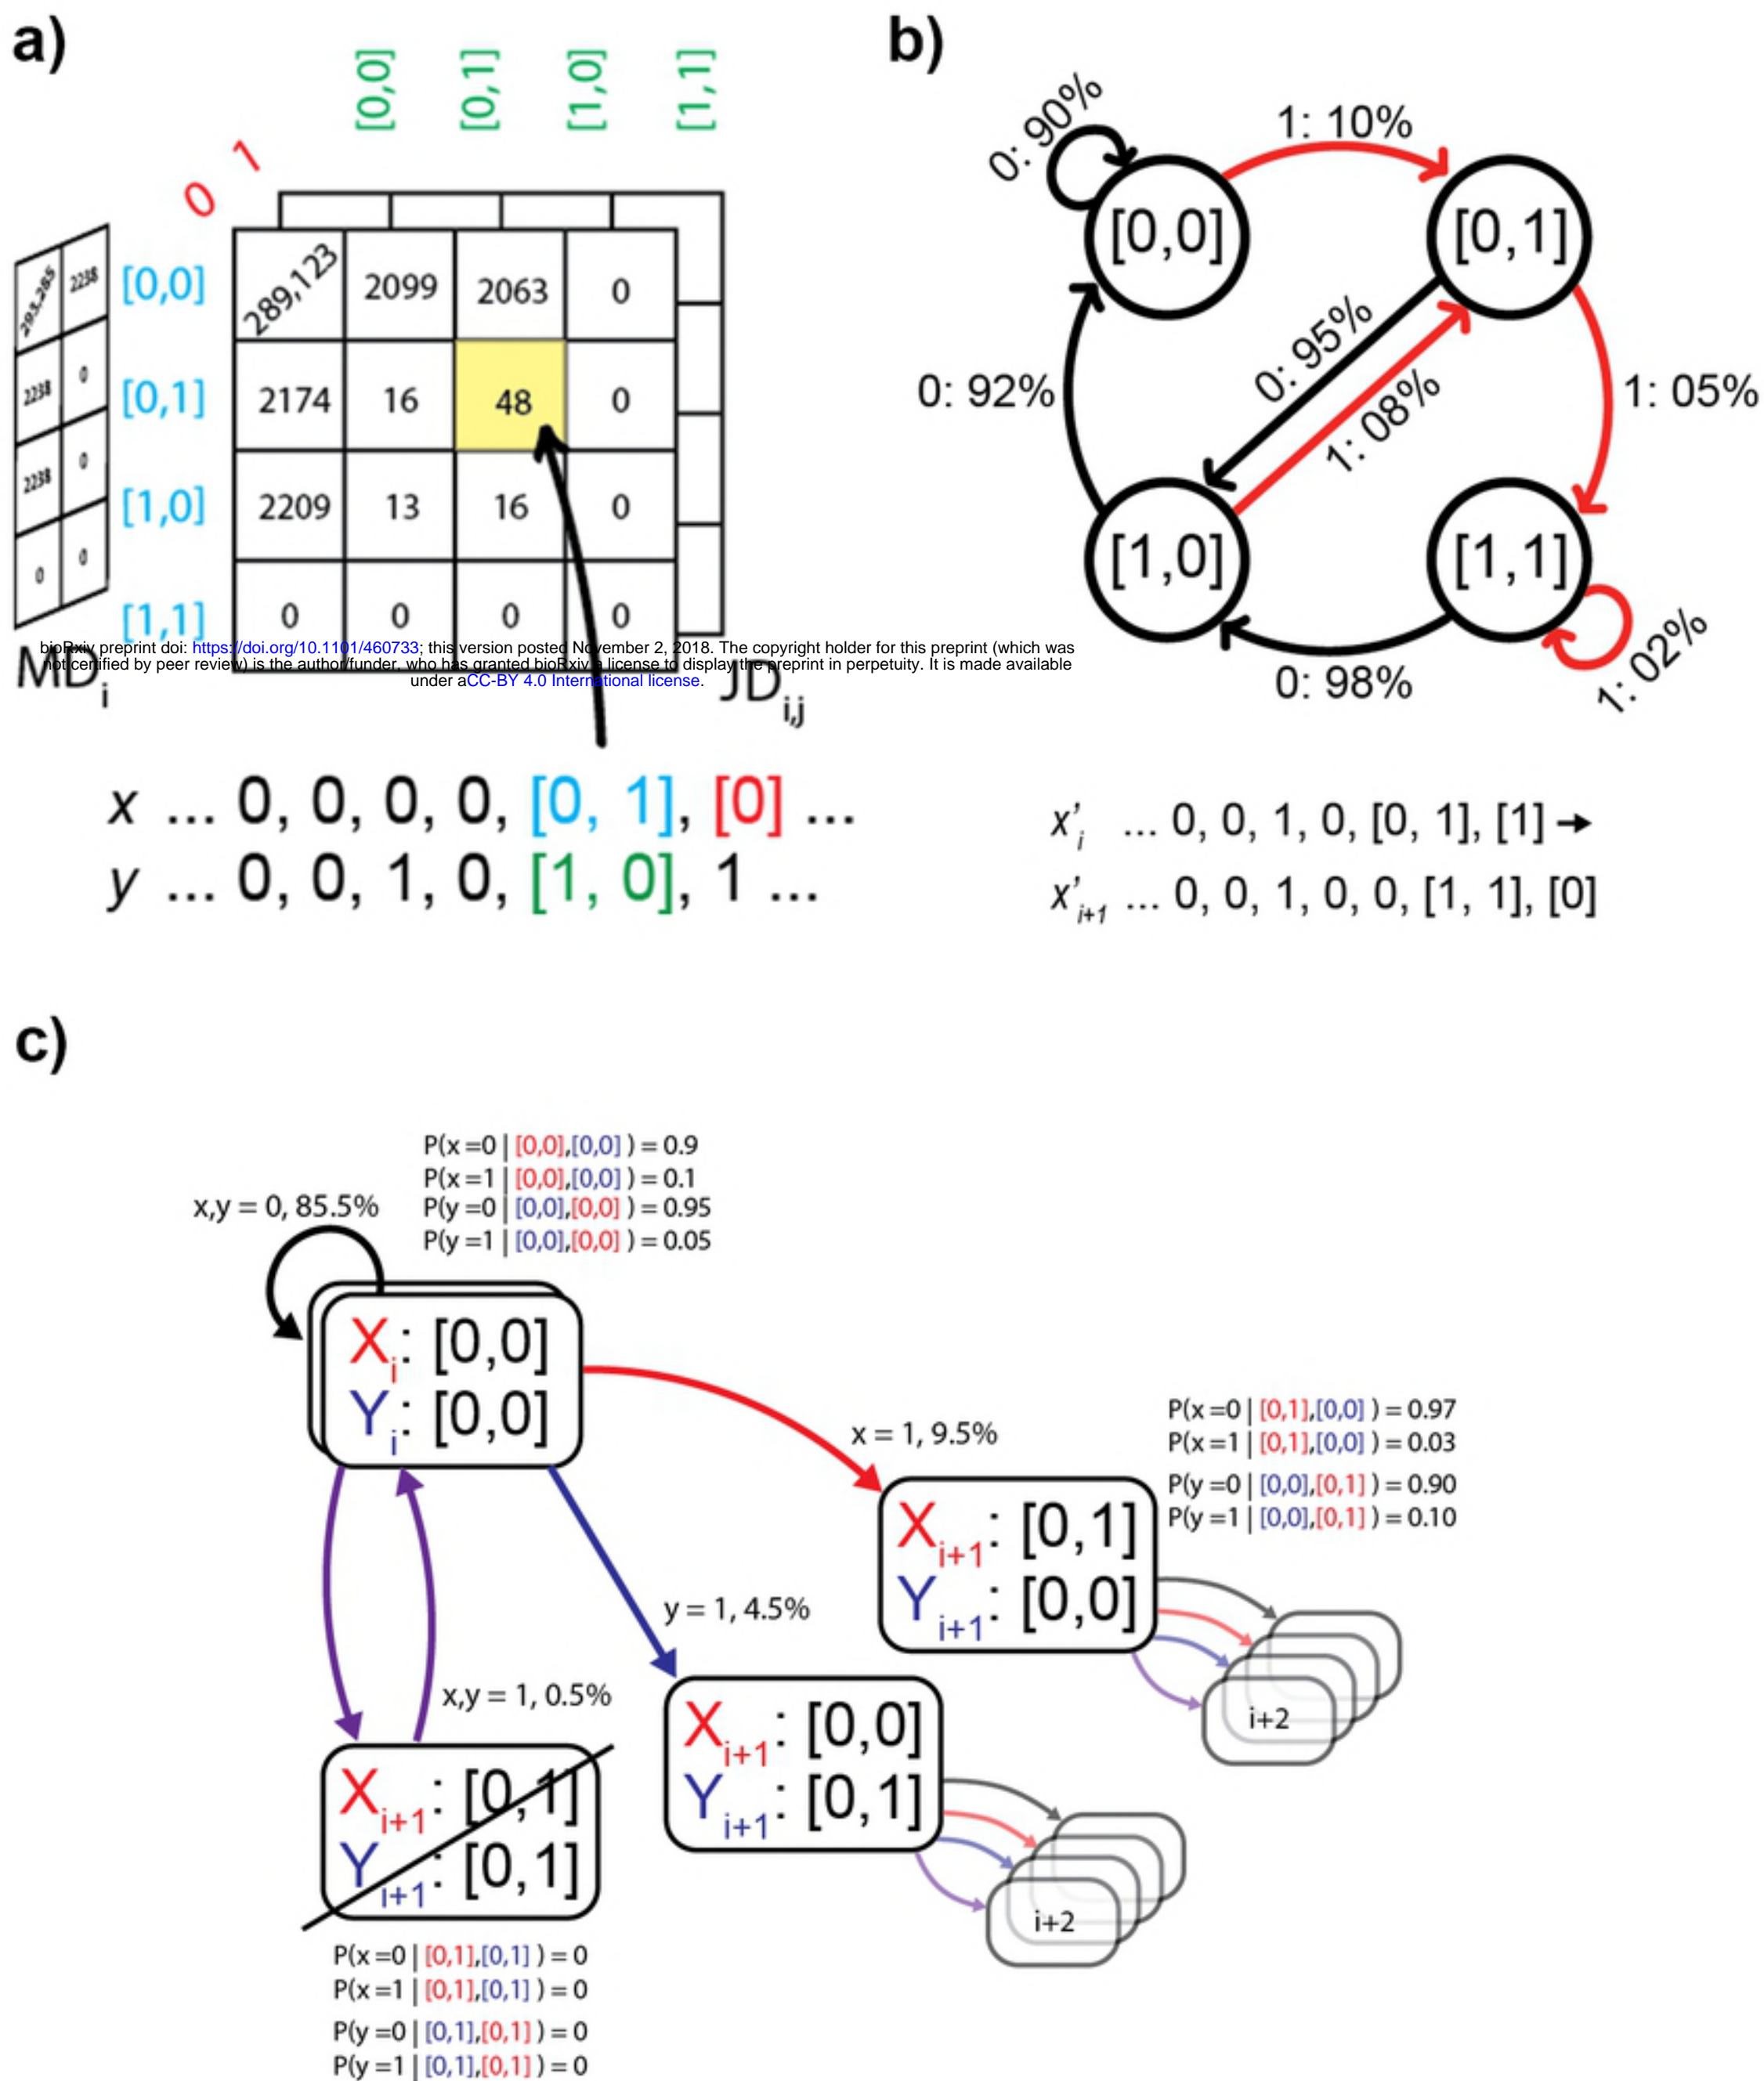 a)
[0,0] [0,1] [1,0] [1,1]
0 1
293,285 2238
2238 0
2238 0
0 0
[0,0] 289,123 2099 2063 0
[0,1] 2174 16 48 0
[1,0] 2209 13 16 0
[1,1] 0 0 0 0
bioRxiv preprint doi: https://doi.org/10.1101/460733; this version posted November 2, 2018. The copyright holder for this preprint (which was
not certified by peer review) is the author/funder, who has granted bioRxiv a license to display the preprint in perpetuity. It is made available
under aCC-BY 4.0 International license.
MDi
JDi,j
x ... 0, 0, 0, 0, [0, 1], [0] ...
y ... 0, 0, 1, 0, [1, 0], 1 ...
b)
0: 90%
1: 10%
[0,0]
[0,1]
0: 92%
0: 95%
1: 08%
1: 05%
[1,0]
[1,1]
0: 98%
1: 02%
x'i ... 0, 0, 1, 0, [0, 1], [1] →
x'i+1 ... 0, 0, 1, 0, 0, [1, 1], [0]
c)
P(x =0 | [0,0],[0,0] ) = 0.9
P(x =1 | [0,0],[0,0] ) = 0.1
P(y =0 | [0,0],[0,0] ) = 0.95
P(y =1 | [0,0],[0,0] ) = 0.05
x,y = 0, 85.5%
Xi: [0,0]
Yi: [0,0]
x = 1, 9.5%
P(x =0 | [0,1],[0,0] ) = 0.97
P(x =1 | [0,1],[0,0] ) = 0.03
P(y =0 | [0,0],[0,1] ) = 0.90
P(y =1 | [0,0],[0,1] ) = 0.10
Xi+1: [0,1]
Yi+1: [0,0]
i+2
y = 1, 4.5%
x,y = 1, 0.5%
Xi+1: [0,0]
Yi+1: [0,1]
i+2
Xi+1: [0,1]
Yi+1: [0,1]
P(x =0 | [0,1],[0,1] ) = 0
P(x =1 | [0,1],[0,1] ) = 0
P(y =0 | [0,1],[0,1] ) = 0
P(y =1 | [0,1],[0,1] ) = 0